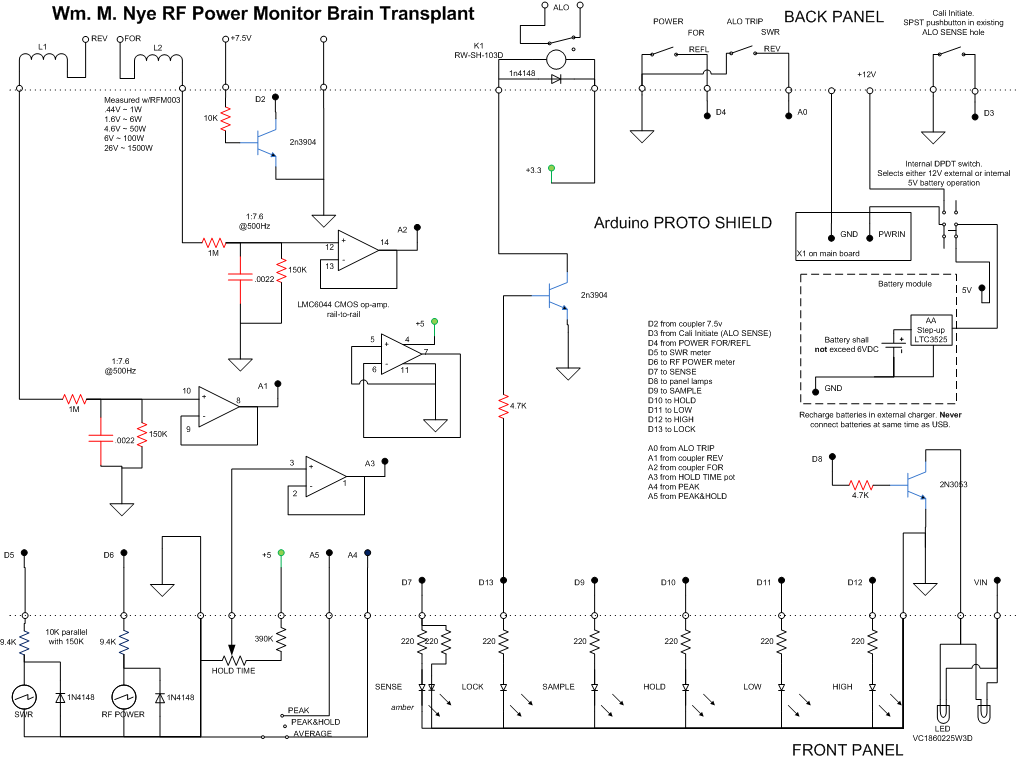 Wm. M. Nye RF Power Monitor Brain Transplant
ALO
BACK PANEL
Cali Initiate.
SPST pushbutton in existing
ALO SENSE hole
POWER
ALO TRIP
FOR
SWR
REFL
REV
L1
REV
FOR
L2
+7.5V
K1
RW-SH-103D
1n4148
+12V
Measured w/RFM003
.44V ~ 1W
1.6V ~ 6W
4.6V ~ 50W
6V ~ 100W
26V ~ 1500W
D2
10K
2n3904
D4
A0
D3
+3.3
Internal DPDT switch.
Selects either 12V external or internal
5V battery operation
1:7.6
@500Hz
A2
Arduino PROTO SHIELD
GND
PWRIN
X1 on main board
1M
12
+
14
13
-
.0022
150K
LMC6044 CMOS op-amp.
rail-to-rail
2n3904
Battery module
5V
AA
Step-up
LTC3525
Battery shall
not exceed 6VDC
+
GND
+5
5
+
4
7
6
-
11
D2 from coupler 7.5v
D3 from Cali Initiate (ALO SENSE)
D4 from POWER FOR/REFL
D5 to SWR meter
D6 to RF POWER meter
D7 to SENSE
D8 to panel lamps
D9 to SAMPLE
D10 to HOLD
D11 to LOW
D12 to HIGH
D13 to LOCK
A0 from ALO TRIP
A1 from coupler REV
A2 from coupler FOR
A3 from HOLD TIME pot
A4 from PEAK
A5 from PEAK&HOLD
1:7.6
@500Hz
A1
1M
10
+
8
9
-
.0022
150K
4.7K
Recharge batteries in external charger. Never
connect batteries at same time as USB.
3
+
A3
2
-
1
D8
4.7K
2N3053
D5
D6
+5
A5
A4
D7
D13
D9
D10
D11
D12
VIN
9.4K
10K parallel
with 150K
9.4K
390K
220
220
220
220
220
220
220
HOLD TIME
1N4148
1N4148
SWR
RF POWER
SENSE
amber
LOCK
SAMPLE
HOLD
LOW
HIGH
PEAK
PEAK&HOLD
AVERAGE
LED
VC1860225W3D
FRONT PANEL